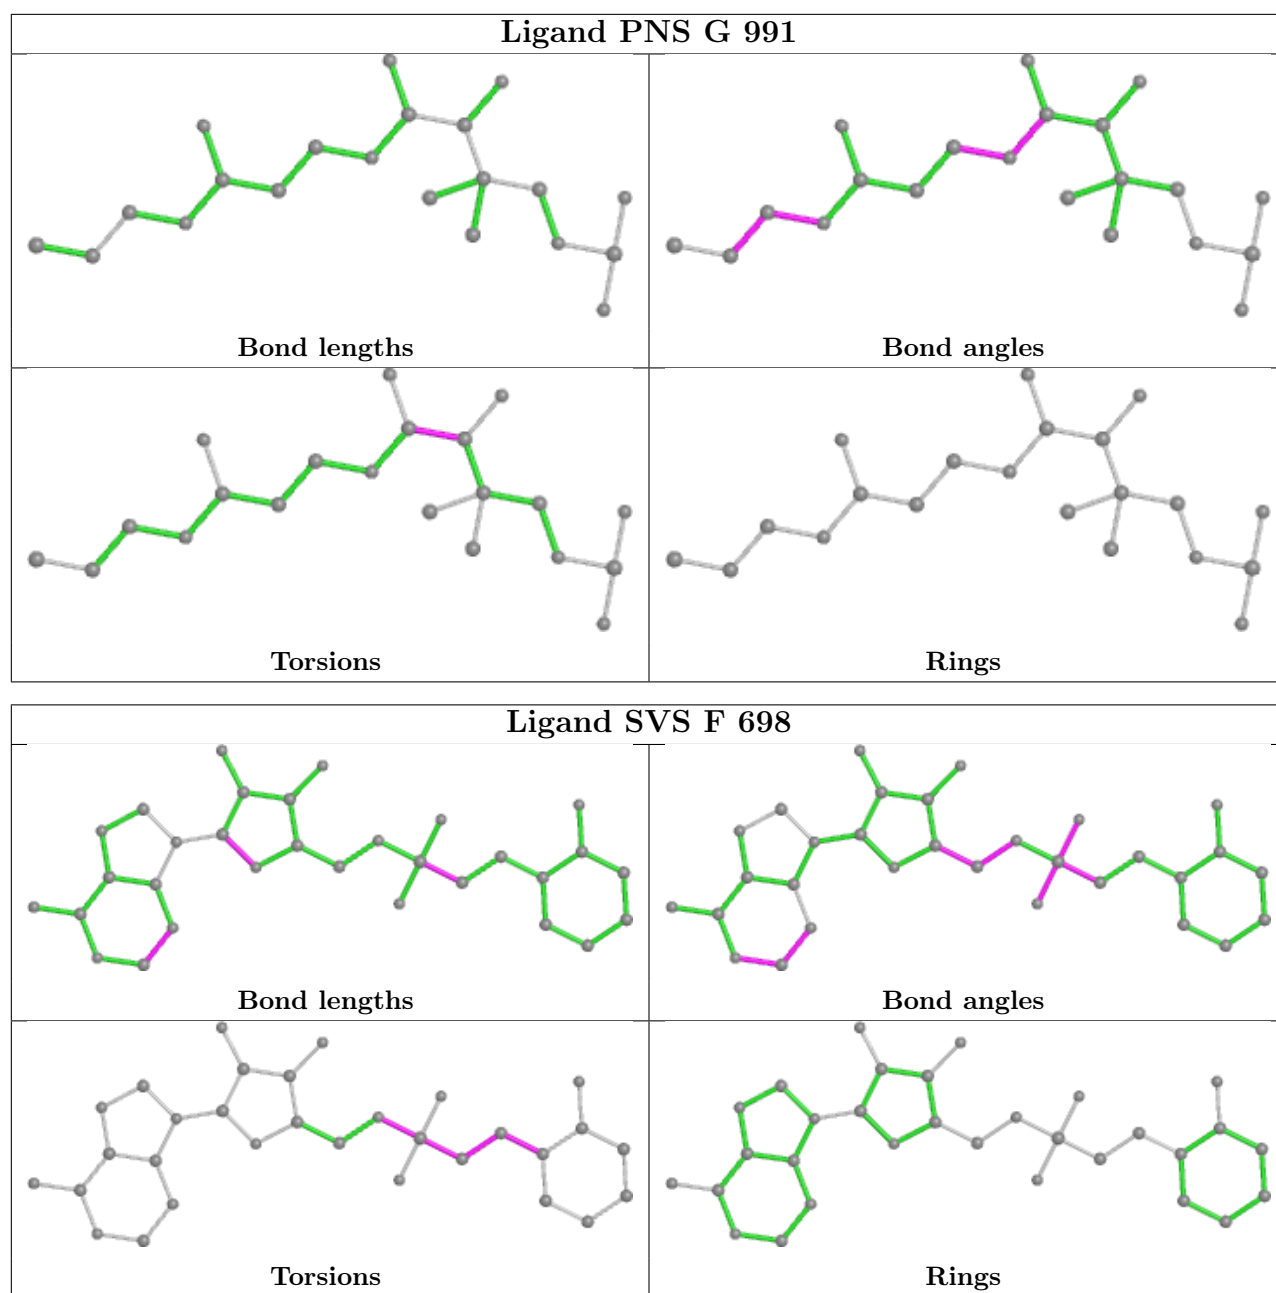 Ligand PNS G 991
Bond lengths
Bond angles
Torsions
Rings
Ligand SVS F 698
Bond lengths
Bond angles
Torsions
Rings